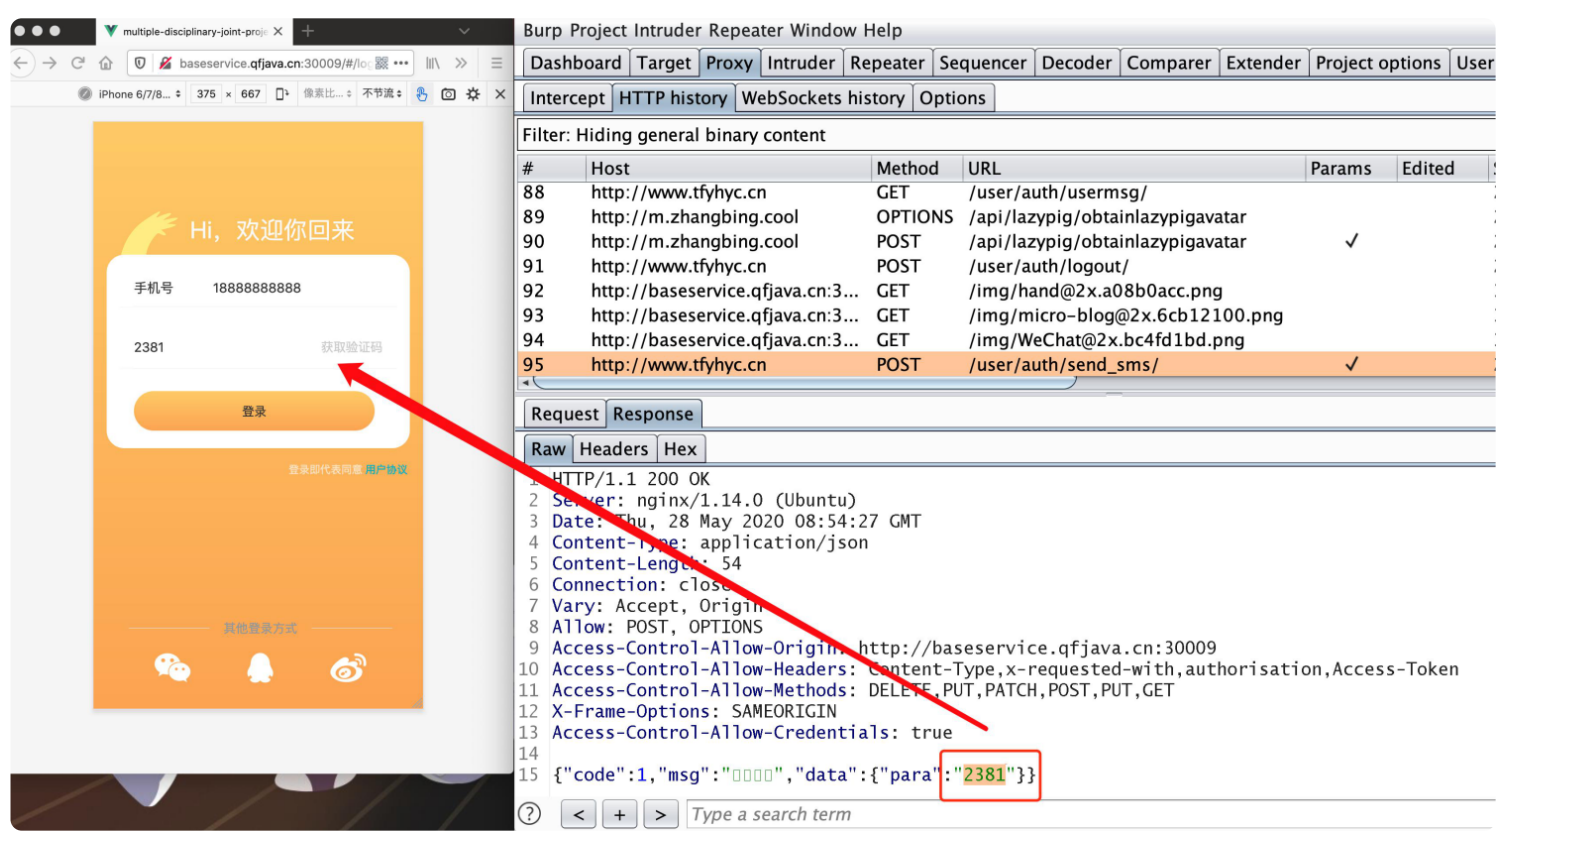 multiple-disciplinary-joint-proje
baseservice.qfjava.cn:30009/#/log
iPhone 6/7/8... 375 × 667 像素比... 不节流
Hi，欢迎你回来
手机号 18888888888
2381 获取验证码
登录
登录即代表同意 用户协议
其他登录方式
Burp Project Intruder Repeater Window Help
Dashboard Target Proxy Intruder Repeater Sequencer Decoder Comparer Extender Project options User
Intercept HTTP history WebSockets history Options
Filter: Hiding general binary content
# Host Method URL Params Edited
88 http://www.tfyhyc.cn GET /user/auth/usermsg/
89 http://m.zhangbing.cool OPTIONS /api/lazypig/obtainlazypigavatar
90 http://m.zhangbing.cool POST /api/lazypig/obtainlazypigavatar ✓
91 http://www.tfyhyc.cn POST /user/auth/logout/
92 http://baseservice.qfjava.cn:3... GET /img/hand@2x.a08b0acc.png
93 http://baseservice.qfjava.cn:3... GET /img/micro-blog@2x.6cb12100.png
94 http://baseservice.qfjava.cn:3... GET /img/WeChat@2x.bc4fd1bd.png
95 http://www.tfyhyc.cn POST /user/auth/send_sms/ ✓
Request Response
Raw Headers Hex
1 HTTP/1.1 200 OK
2 Server: nginx/1.14.0 (Ubuntu)
3 Date: Thu, 28 May 2020 08:54:27 GMT
4 Content-Type: application/json
5 Content-Length: 54
6 Connection: close
7 Vary: Accept, Origin
8 Allow: POST, OPTIONS
9 Access-Control-Allow-Origin: http://baseservice.qfjava.cn:30009
10 Access-Control-Allow-Headers: Content-Type,x-requested-with,authorisation,Access-Token
11 Access-Control-Allow-Methods: DELETE,PUT,PATCH,POST,PUT,GET
12 X-Frame-Options: SAMEORIGIN
13 Access-Control-Allow-Credentials: true
14
15 {"code":1,"msg":"▯▯▯▯","data":{"para":"2381"}}
? < + > Type a search term